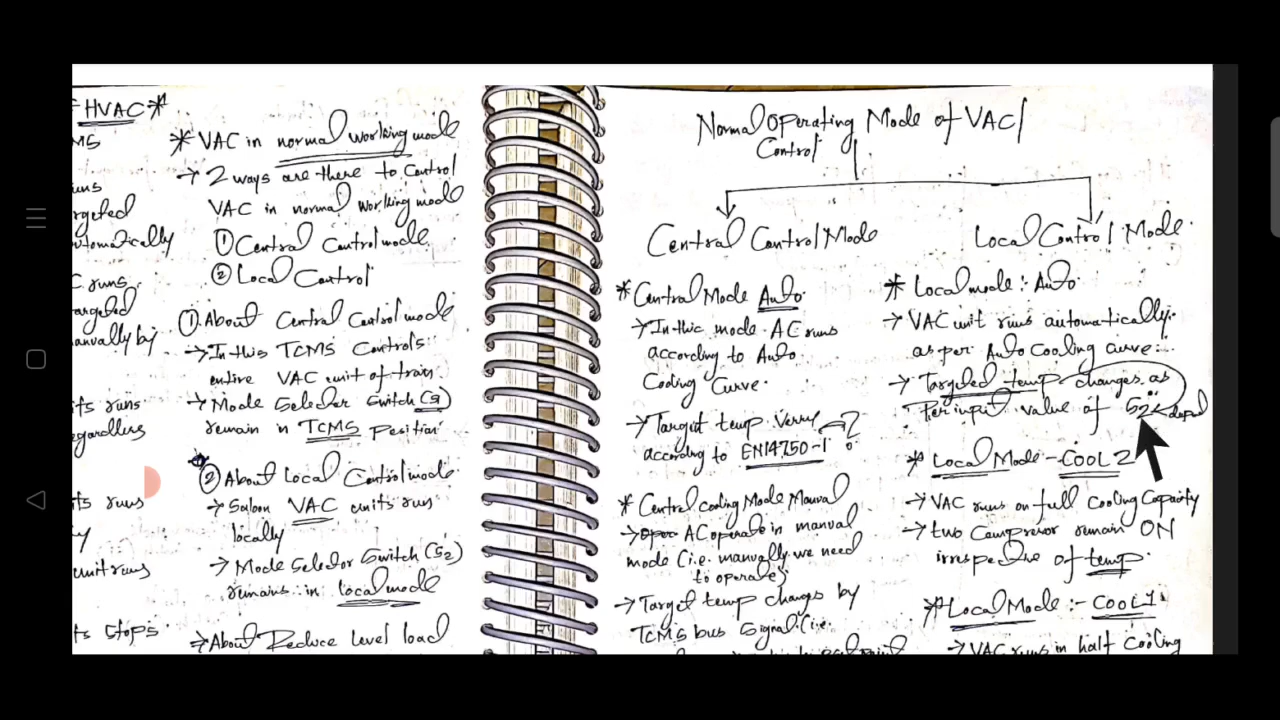 HVAC*
MS
uns
rgeted
utomatically
C runs
argeted
anually by
its runs
egardless
its runs
y
unit runs
ts stops
* VAC in normal working mode
→ 2 ways are there to Control
VAC in normal working mode
① Central Control mode
② Local Control
①. About Central Control mode
→ In this TCMS Controls
entire VAC unit of train
→ Mode Selector Switch
remain in TCMS position
② About Local Control mode
→ Saloon VAC units run
locally
→ Mode Selector Switch (S2)
remains in local mode
→ About Reduce Level load
Normal Operating Mode of VAC/
Control
Central Control Mode
Local Control Mode
* Central Mode Auto
→ In this mode AC runs
according to Auto
Cooling Curve.
→ Target temp Verry
according to EN14750-1 ?
* Central cooling Mode Manual
→ AC operate in manual
mode (i.e. manually we need
to operate)
→ Target temp change by
TCMS bus Signal (i.e.
* Local mode : Auto
→ VAC unit runs automatically
as per Auto Cooling curve
→ Targeted temp changes as
Per input value of S2
* Local Mode - COOL 2
→ VAC runs on full Cooling Capacity
→ two Compresor remain ON
irrespective of temp.
* Local Mode :- COOL 1
→ VAC runs in half Cooling